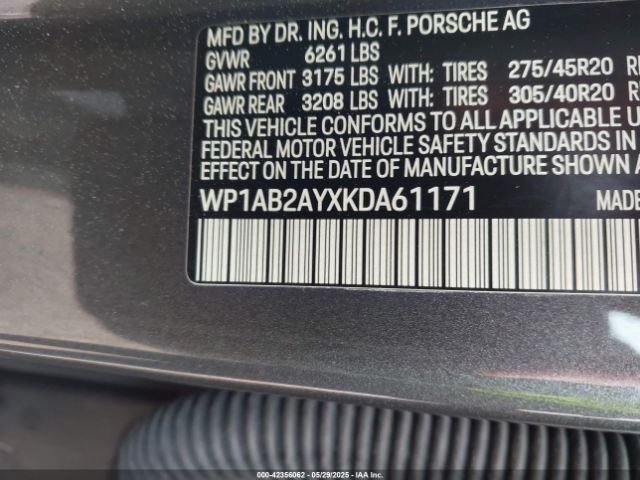 MFD BY DR. ING. H.C. F. PORSCHE AG
GVWR 6261 LBS
GAWR FRONT 3175 LBS WITH: TIRES 275/45R20
GAWR REAR 3208 LBS WITH: TIRES 305/40R20
THIS VEHICLE CONFORMS TO ALL APPLICABLE U
FEDERAL MOTOR VEHICLE SAFETY STANDARDS IN
EFFECT ON THE DATE OF MANUFACTURE SHOWN A
WP1AB2AYXKDA61171 MADE
000-42356062 05/29/2025 IAA Inc.